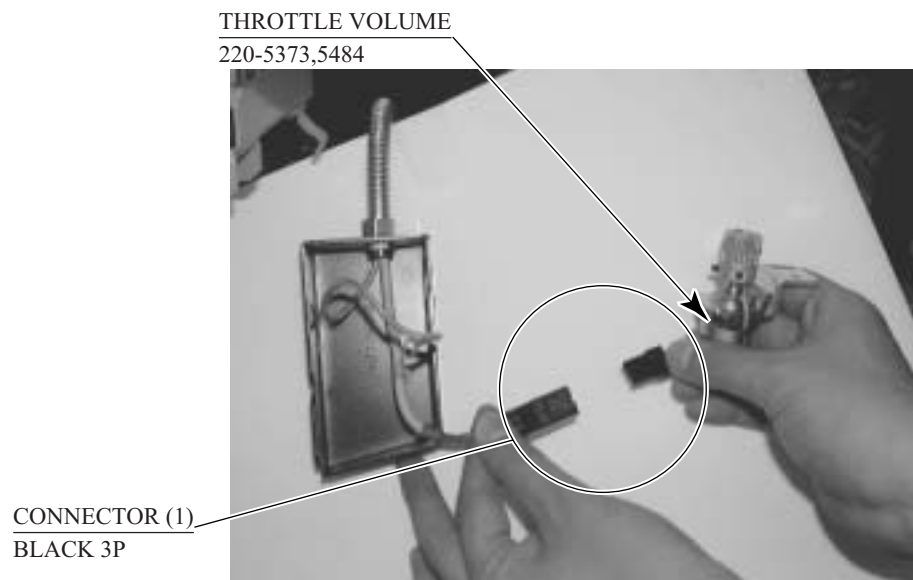 THROTTLE VOLUME
220-5373,5484
CONNECTOR (1)
BLACK 3P